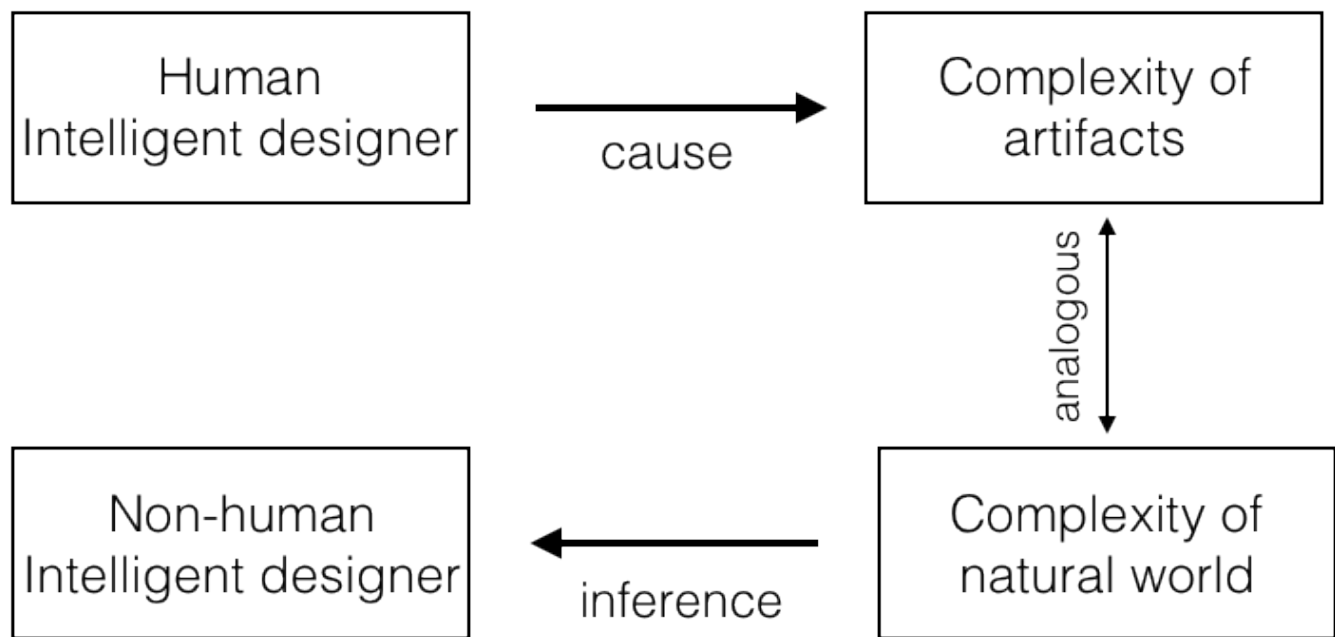 Human
Intelligent designer
cause
Complexity of
artifacts
analogous
Non-human
Intelligent designer
inference
Complexity of
natural world